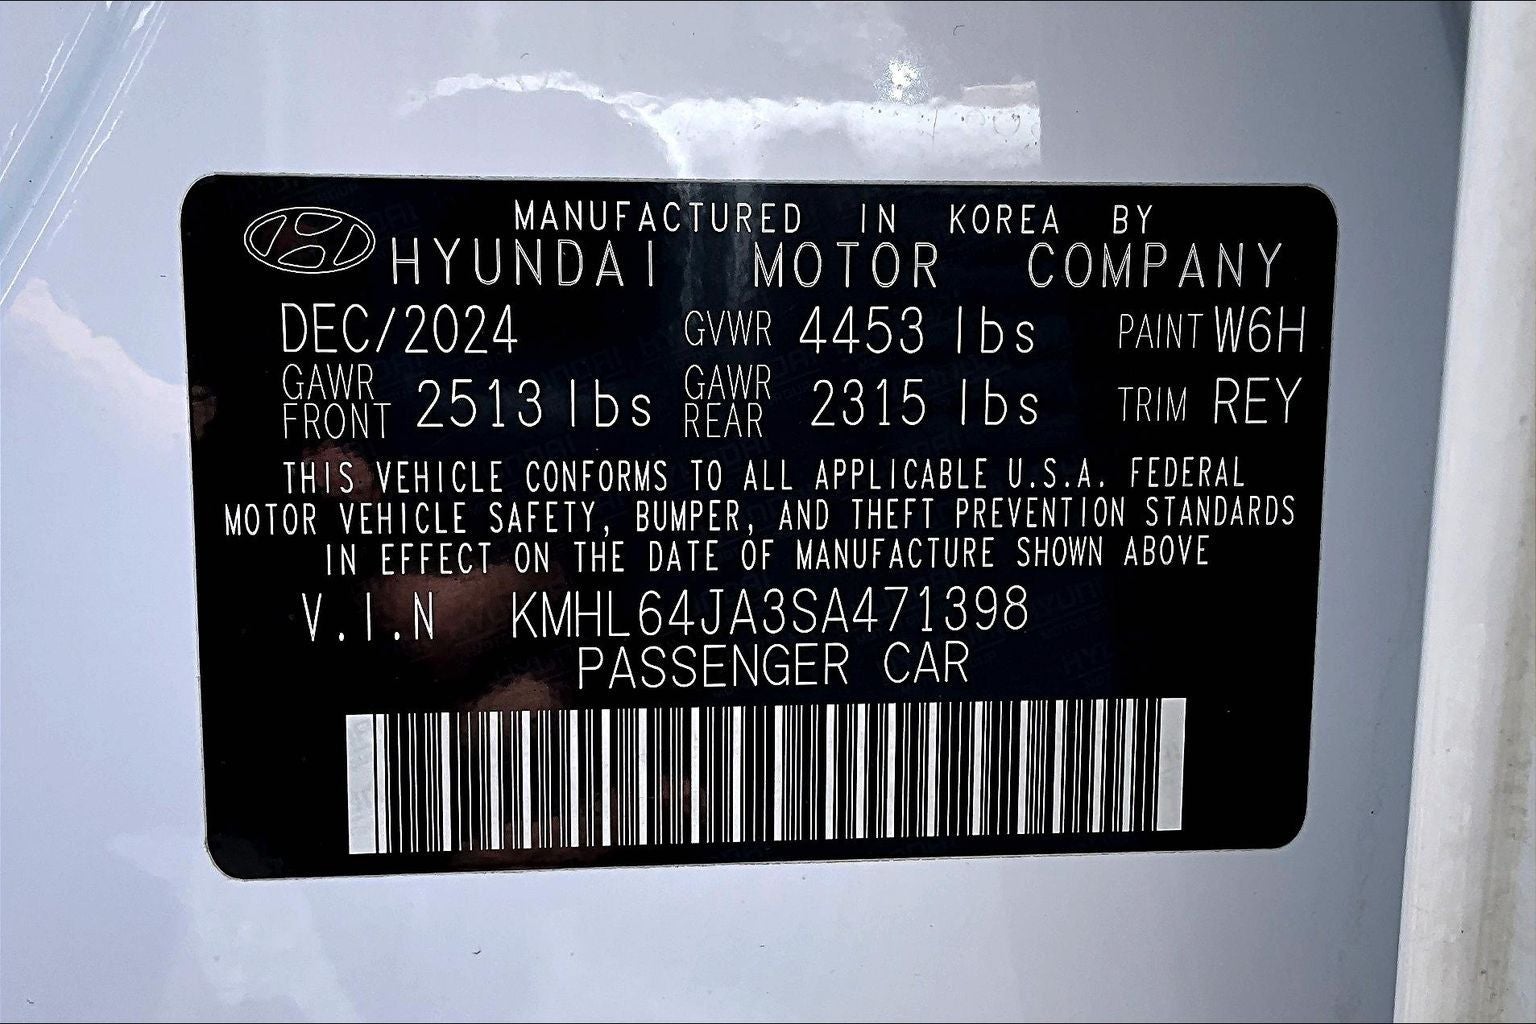 MANUFACTURED IN KOREA BY
HYUNDAI MOTOR COMPANY
DEC/2024 GVWR 4453 lbs PAINT W6H
GAWR FRONT 2513 lbs GAWR REAR 2315 lbs TRIM REY
THIS VEHICLE CONFORMS TO ALL APPLICABLE U.S.A. FEDERAL
MOTOR VEHICLE SAFETY, BUMPER, AND THEFT PREVENTION STANDARDS
IN EFFECT ON THE DATE OF MANUFACTURE SHOWN ABOVE
V.I.N KMHL64JA3SA471398
PASSENGER CAR